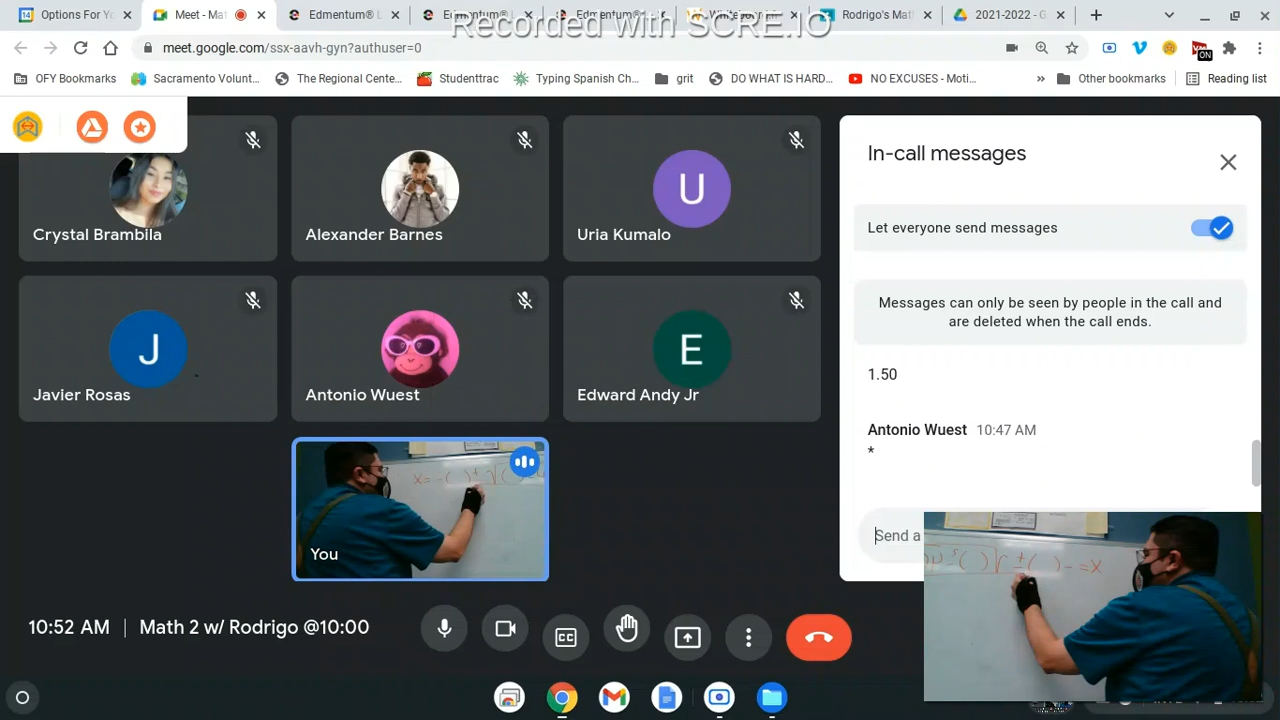 Options For Yo
Meet - Ma
Edmentum® L
Edmentum®
Edmentum®
Whiteboard
Rodrigo's Mat
2021-2022 - G
Recorded with SCRE.IO
meet.google.com/ssx-aavh-gyn?authuser=0
ON
OFY Bookmarks
Sacramento Volunt...
The Regional Cente...
Studenttrac
Typing Spanish Ch...
grit
DO WHAT IS HARD...
NO EXCUSES - Moti...
»
Other bookmarks
Reading list
Crystal Brambila
Alexander Barnes
U
Uria Kumalo
J
Javier Rosas
Antonio Wuest
E
Edward Andy Jr
x = - ( ) ± √(
You
In-call messages
Let everyone send messages
Messages can only be seen by people in the call and
are deleted when the call ends.
1.50
Antonio Wuest 10:47 AM
*
Send a
10:52 AM | Math 2 w/ Rodrigo @10:00
CC